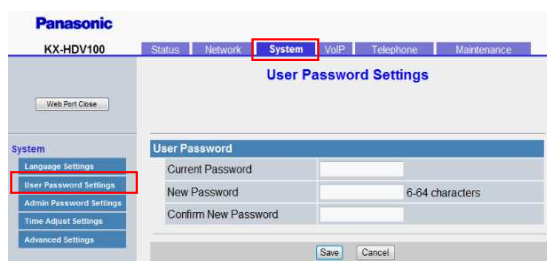 Panasonic
KX-HDV100
Status Network System VoIP Telephone Maintenance
User Password Settings
Web Port Close
System
Language Settings
User Password Settings
Admin Password Settings
Time Adjust Settings
Advanced Settings
User Password
Current Password
New Password 6-64 characters
Confirm New Password
Save Cancel